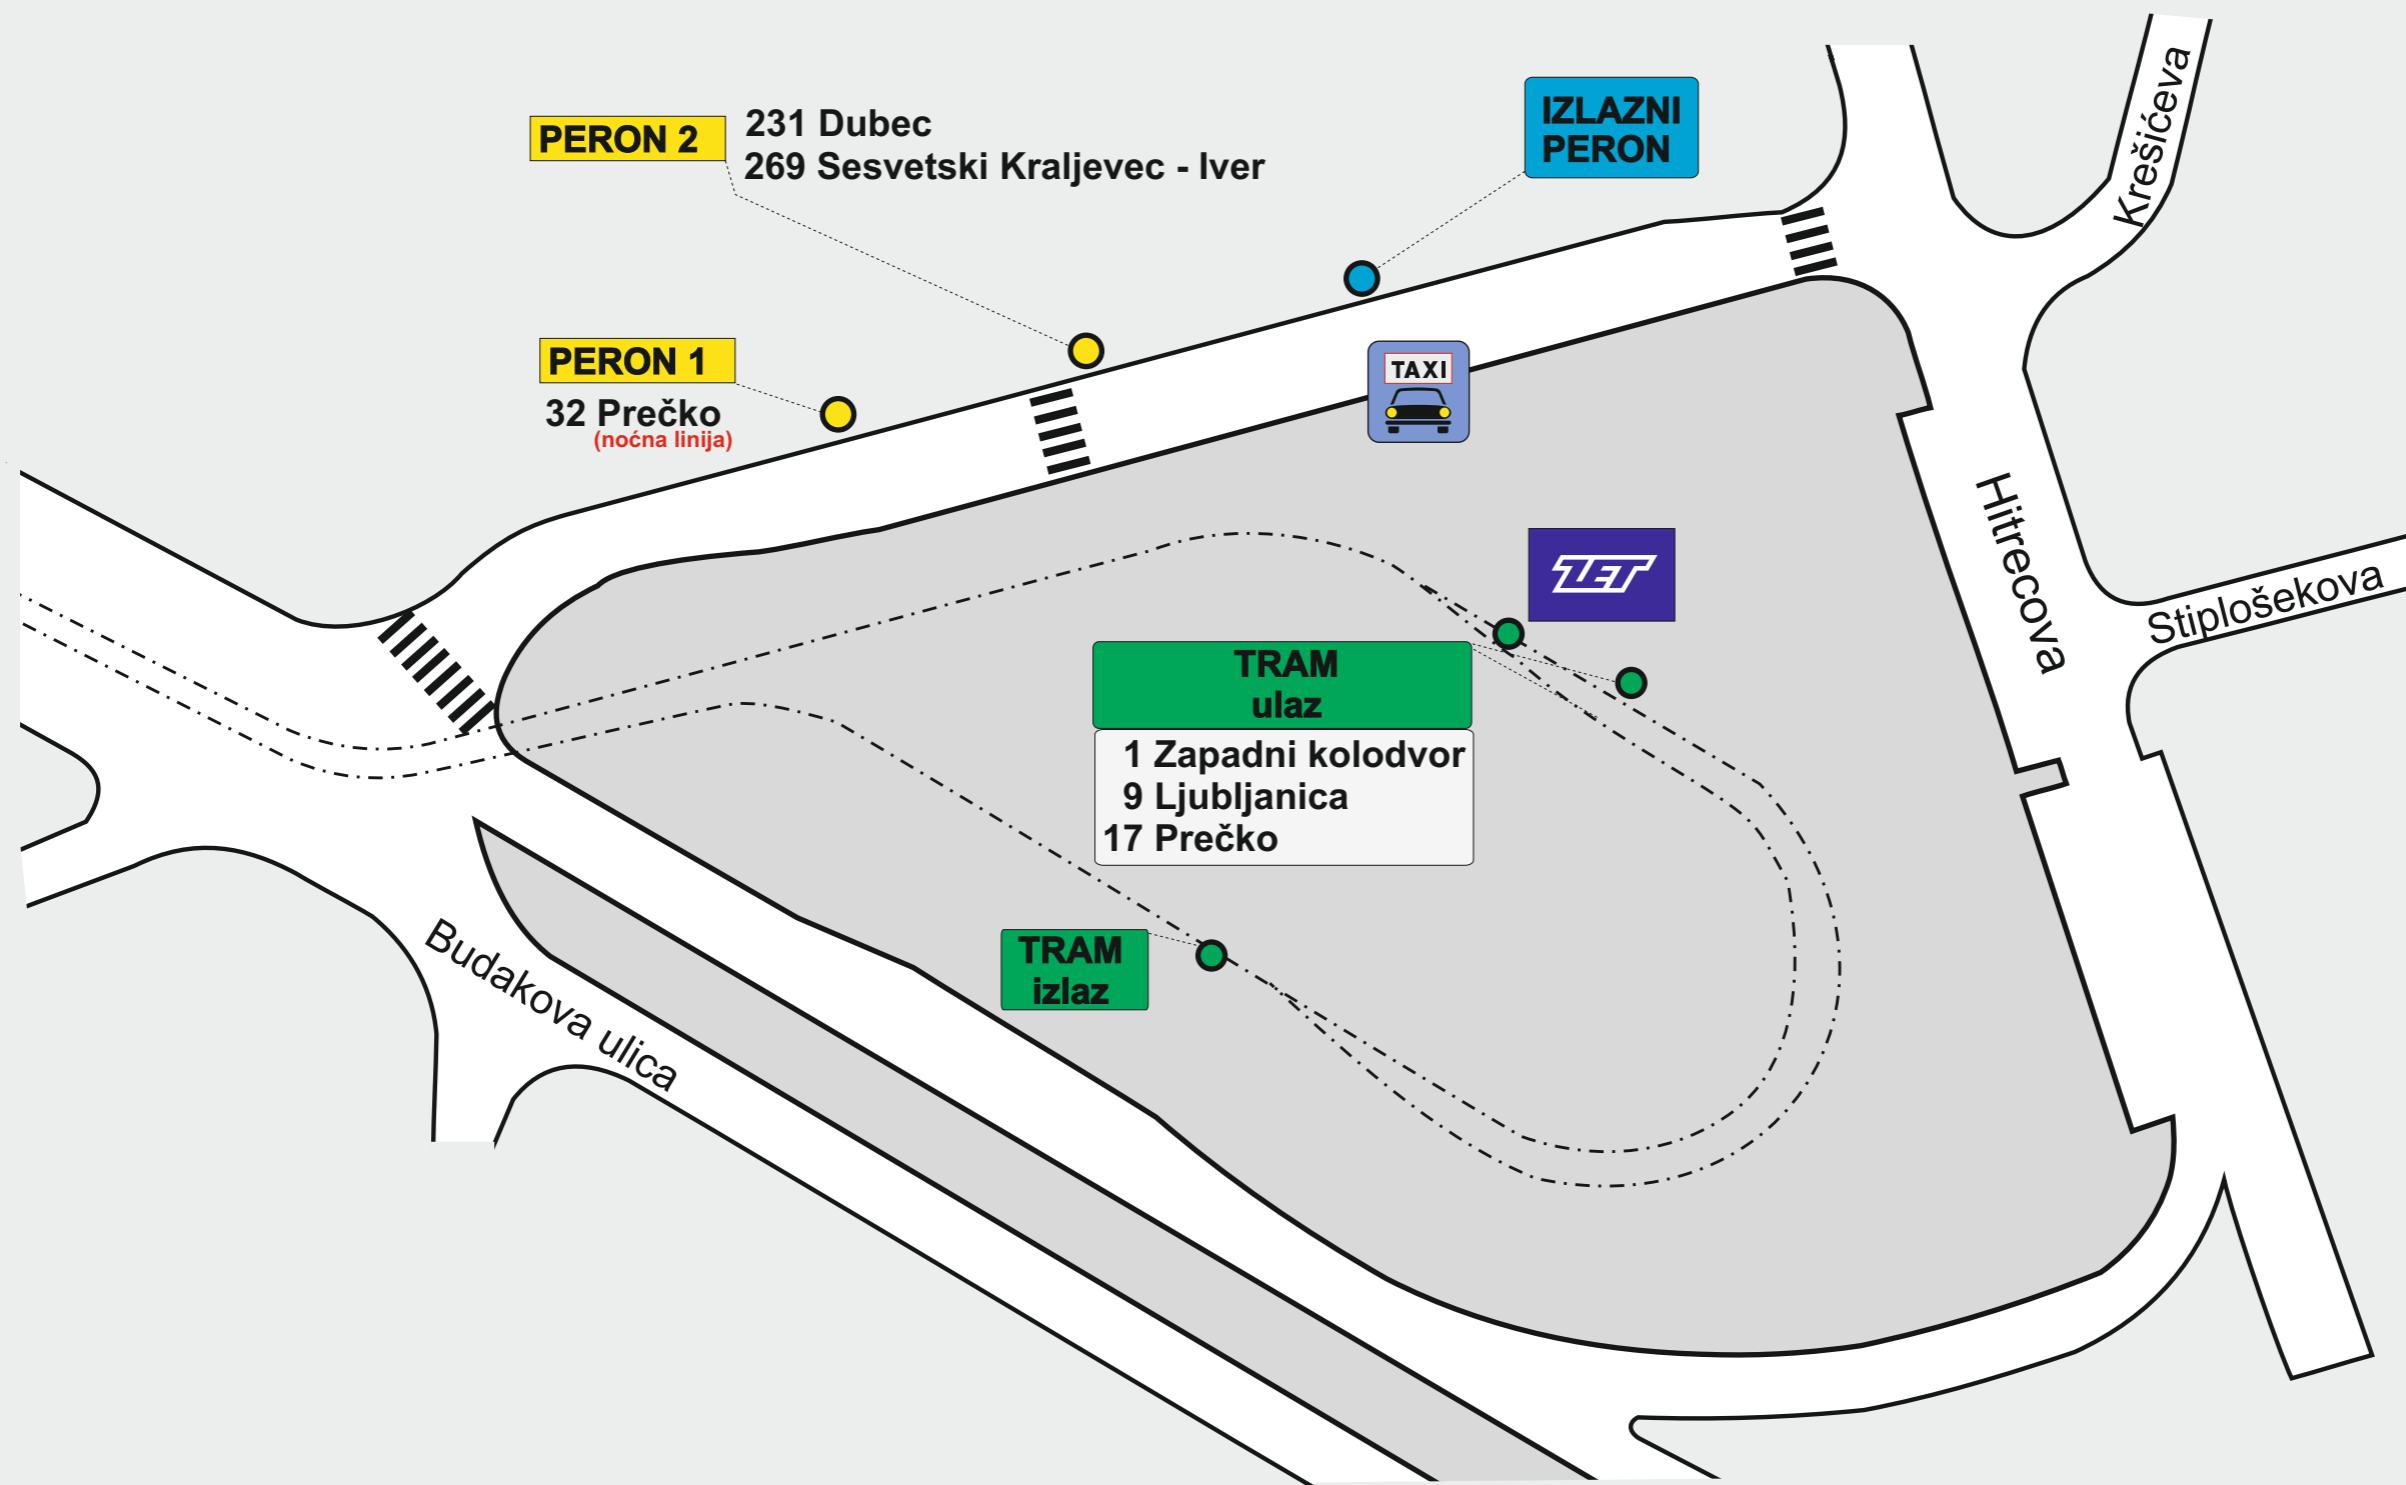 PERON 2
231 Dubec
269 Sesvetski Kraljevec - Iver
IZLAZNI
PERON
Krešićeva
PERON 1
32 Prečko
(noćna linija)
TAXI
Hitrecova
ZET
Stiplošekova
TRAM
ulaz
1 Zapadni kolodvor
9 Ljubljanica
17 Prečko
TRAM
izlaz
Budakova ulica